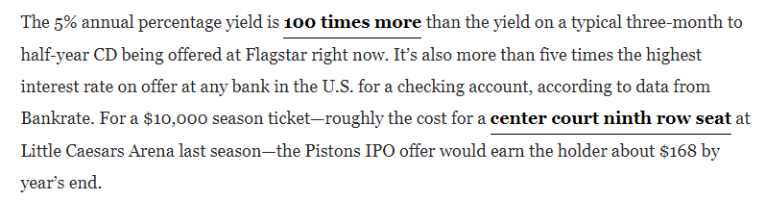 The 5% annual percentage yield is 100 times more than the yield on a typical three-month to
half-year CD being offered at Flagstar right now. It’s also more than five times the highest
interest rate on offer at any bank in the U.S. for a checking account, according to data from
Bankrate. For a $10,000 season ticket—roughly the cost for a center court ninth row seat at
Little Caesars Arena last season—the Pistons IPO offer would earn the holder about $168 by
year’s end.